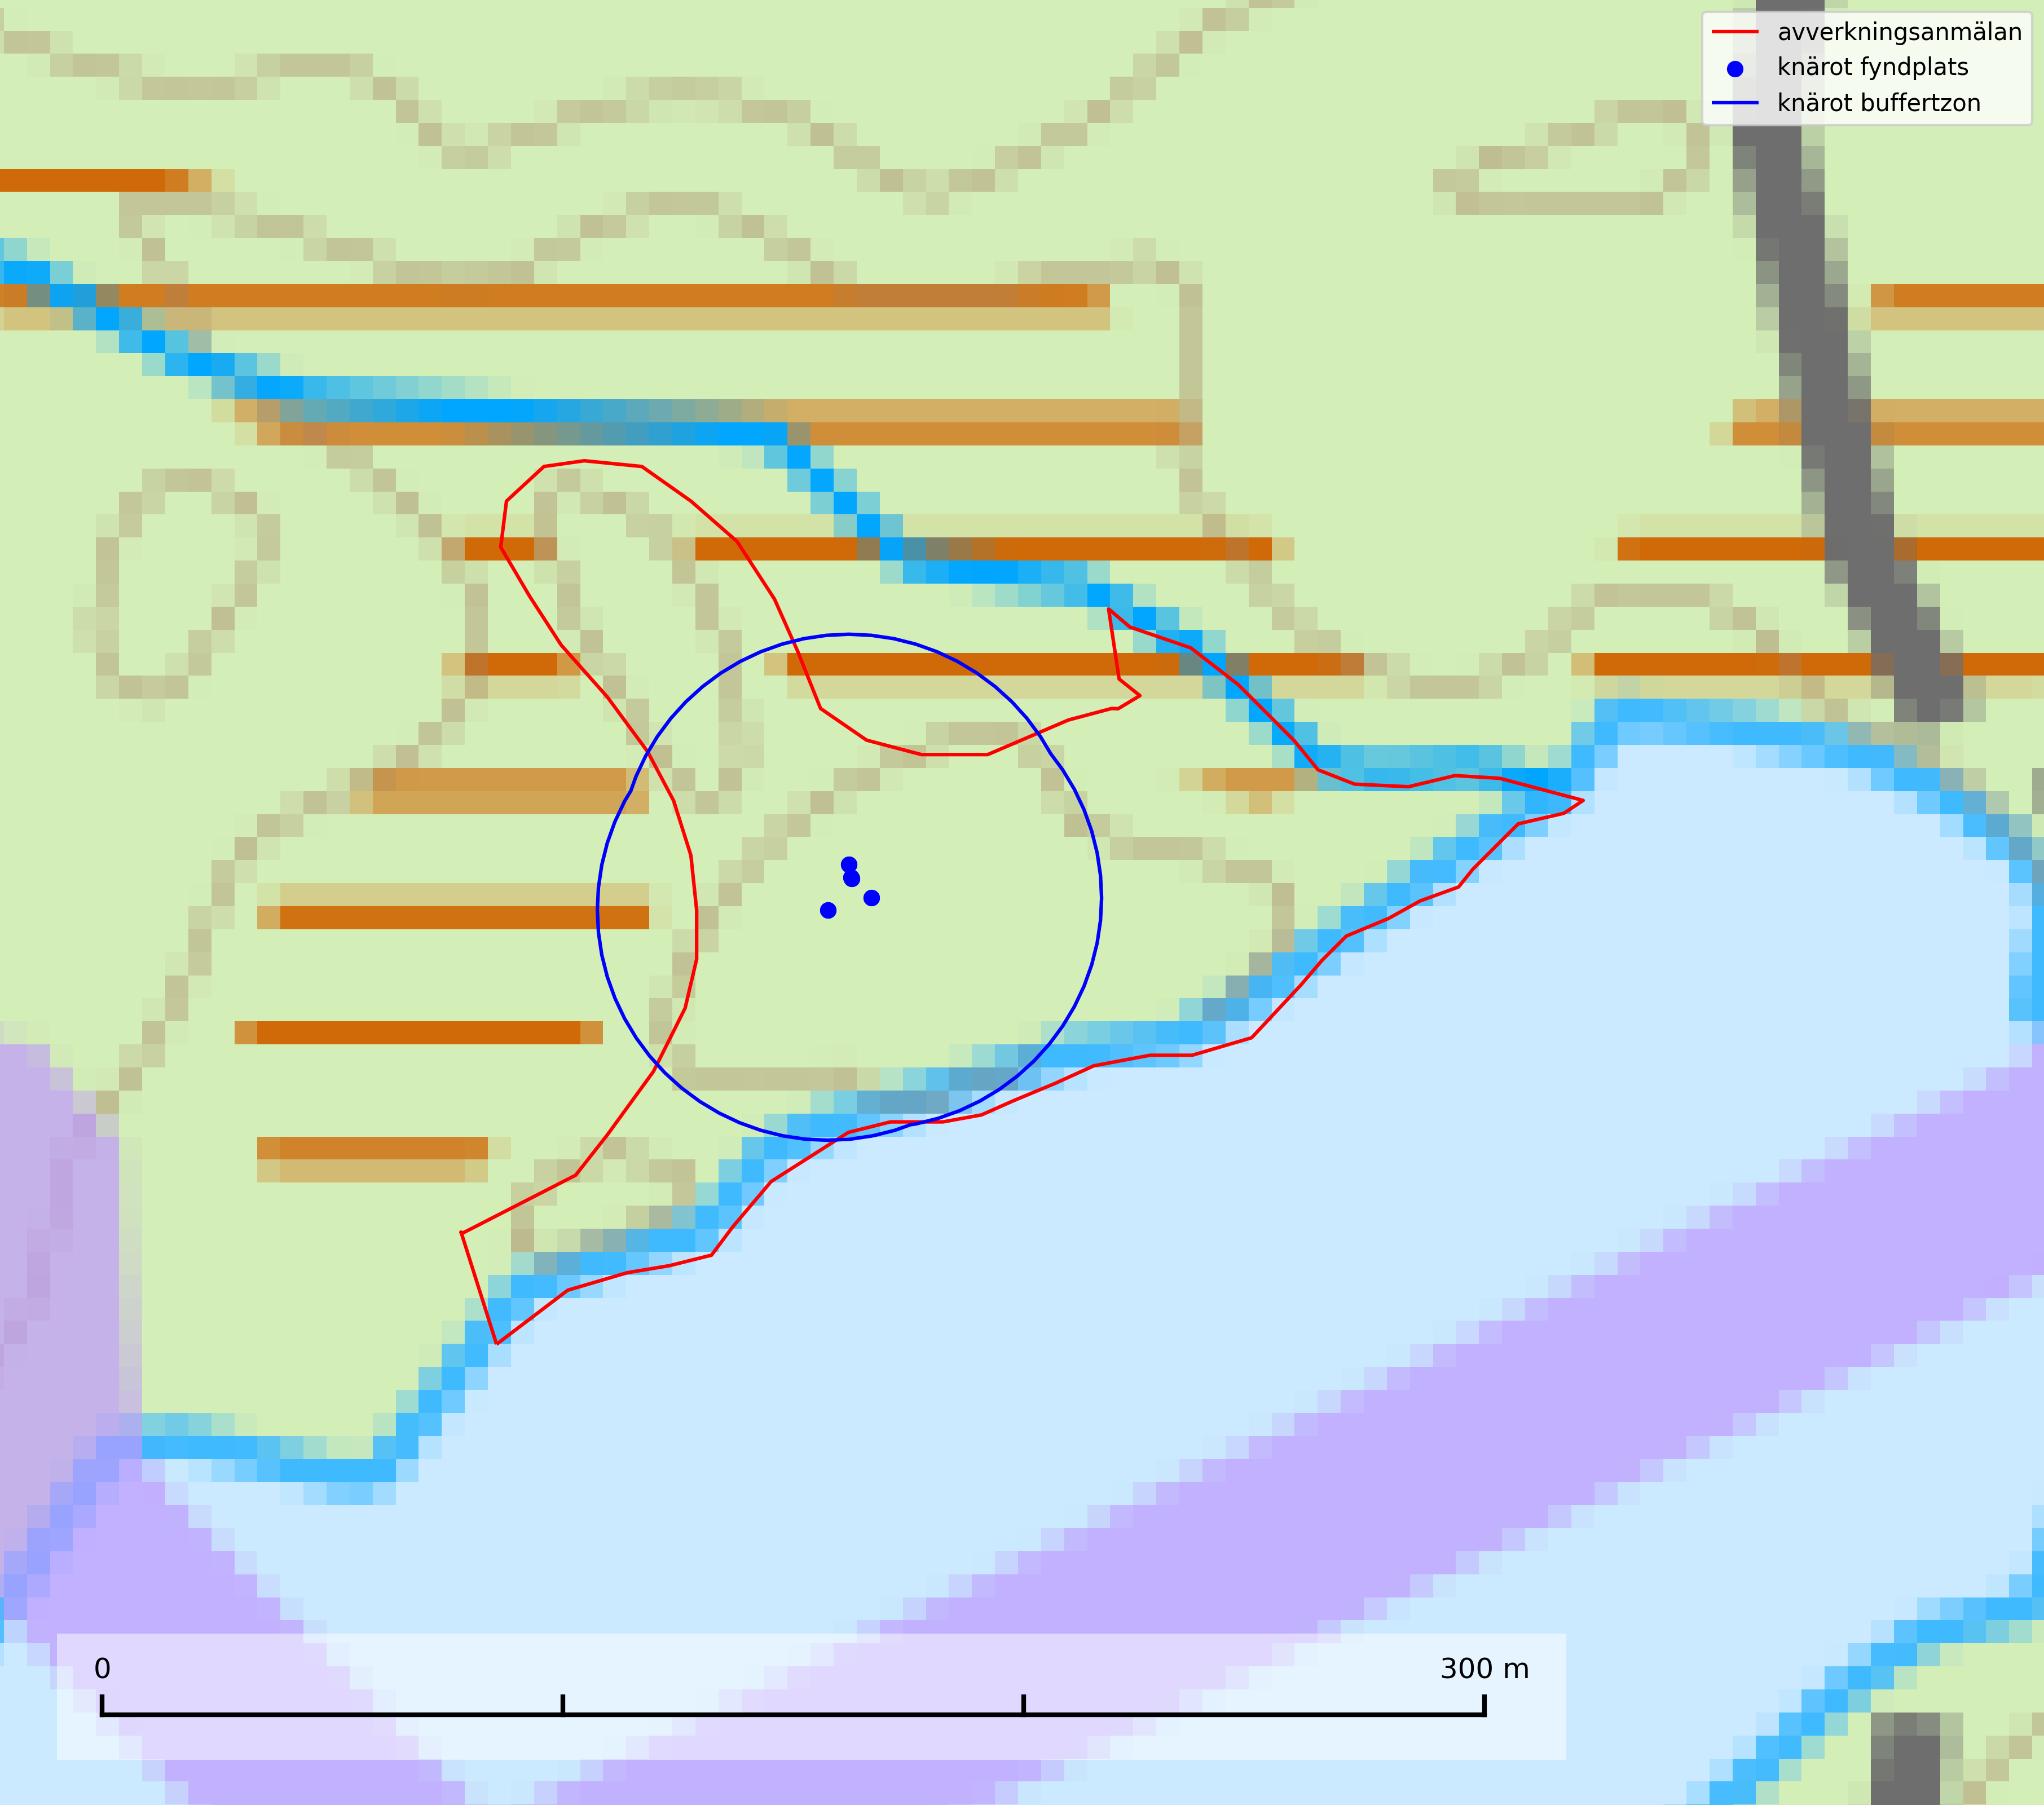 avverkningsanmälan
knärot fyndplats
knärot buffertzon
0 300 m